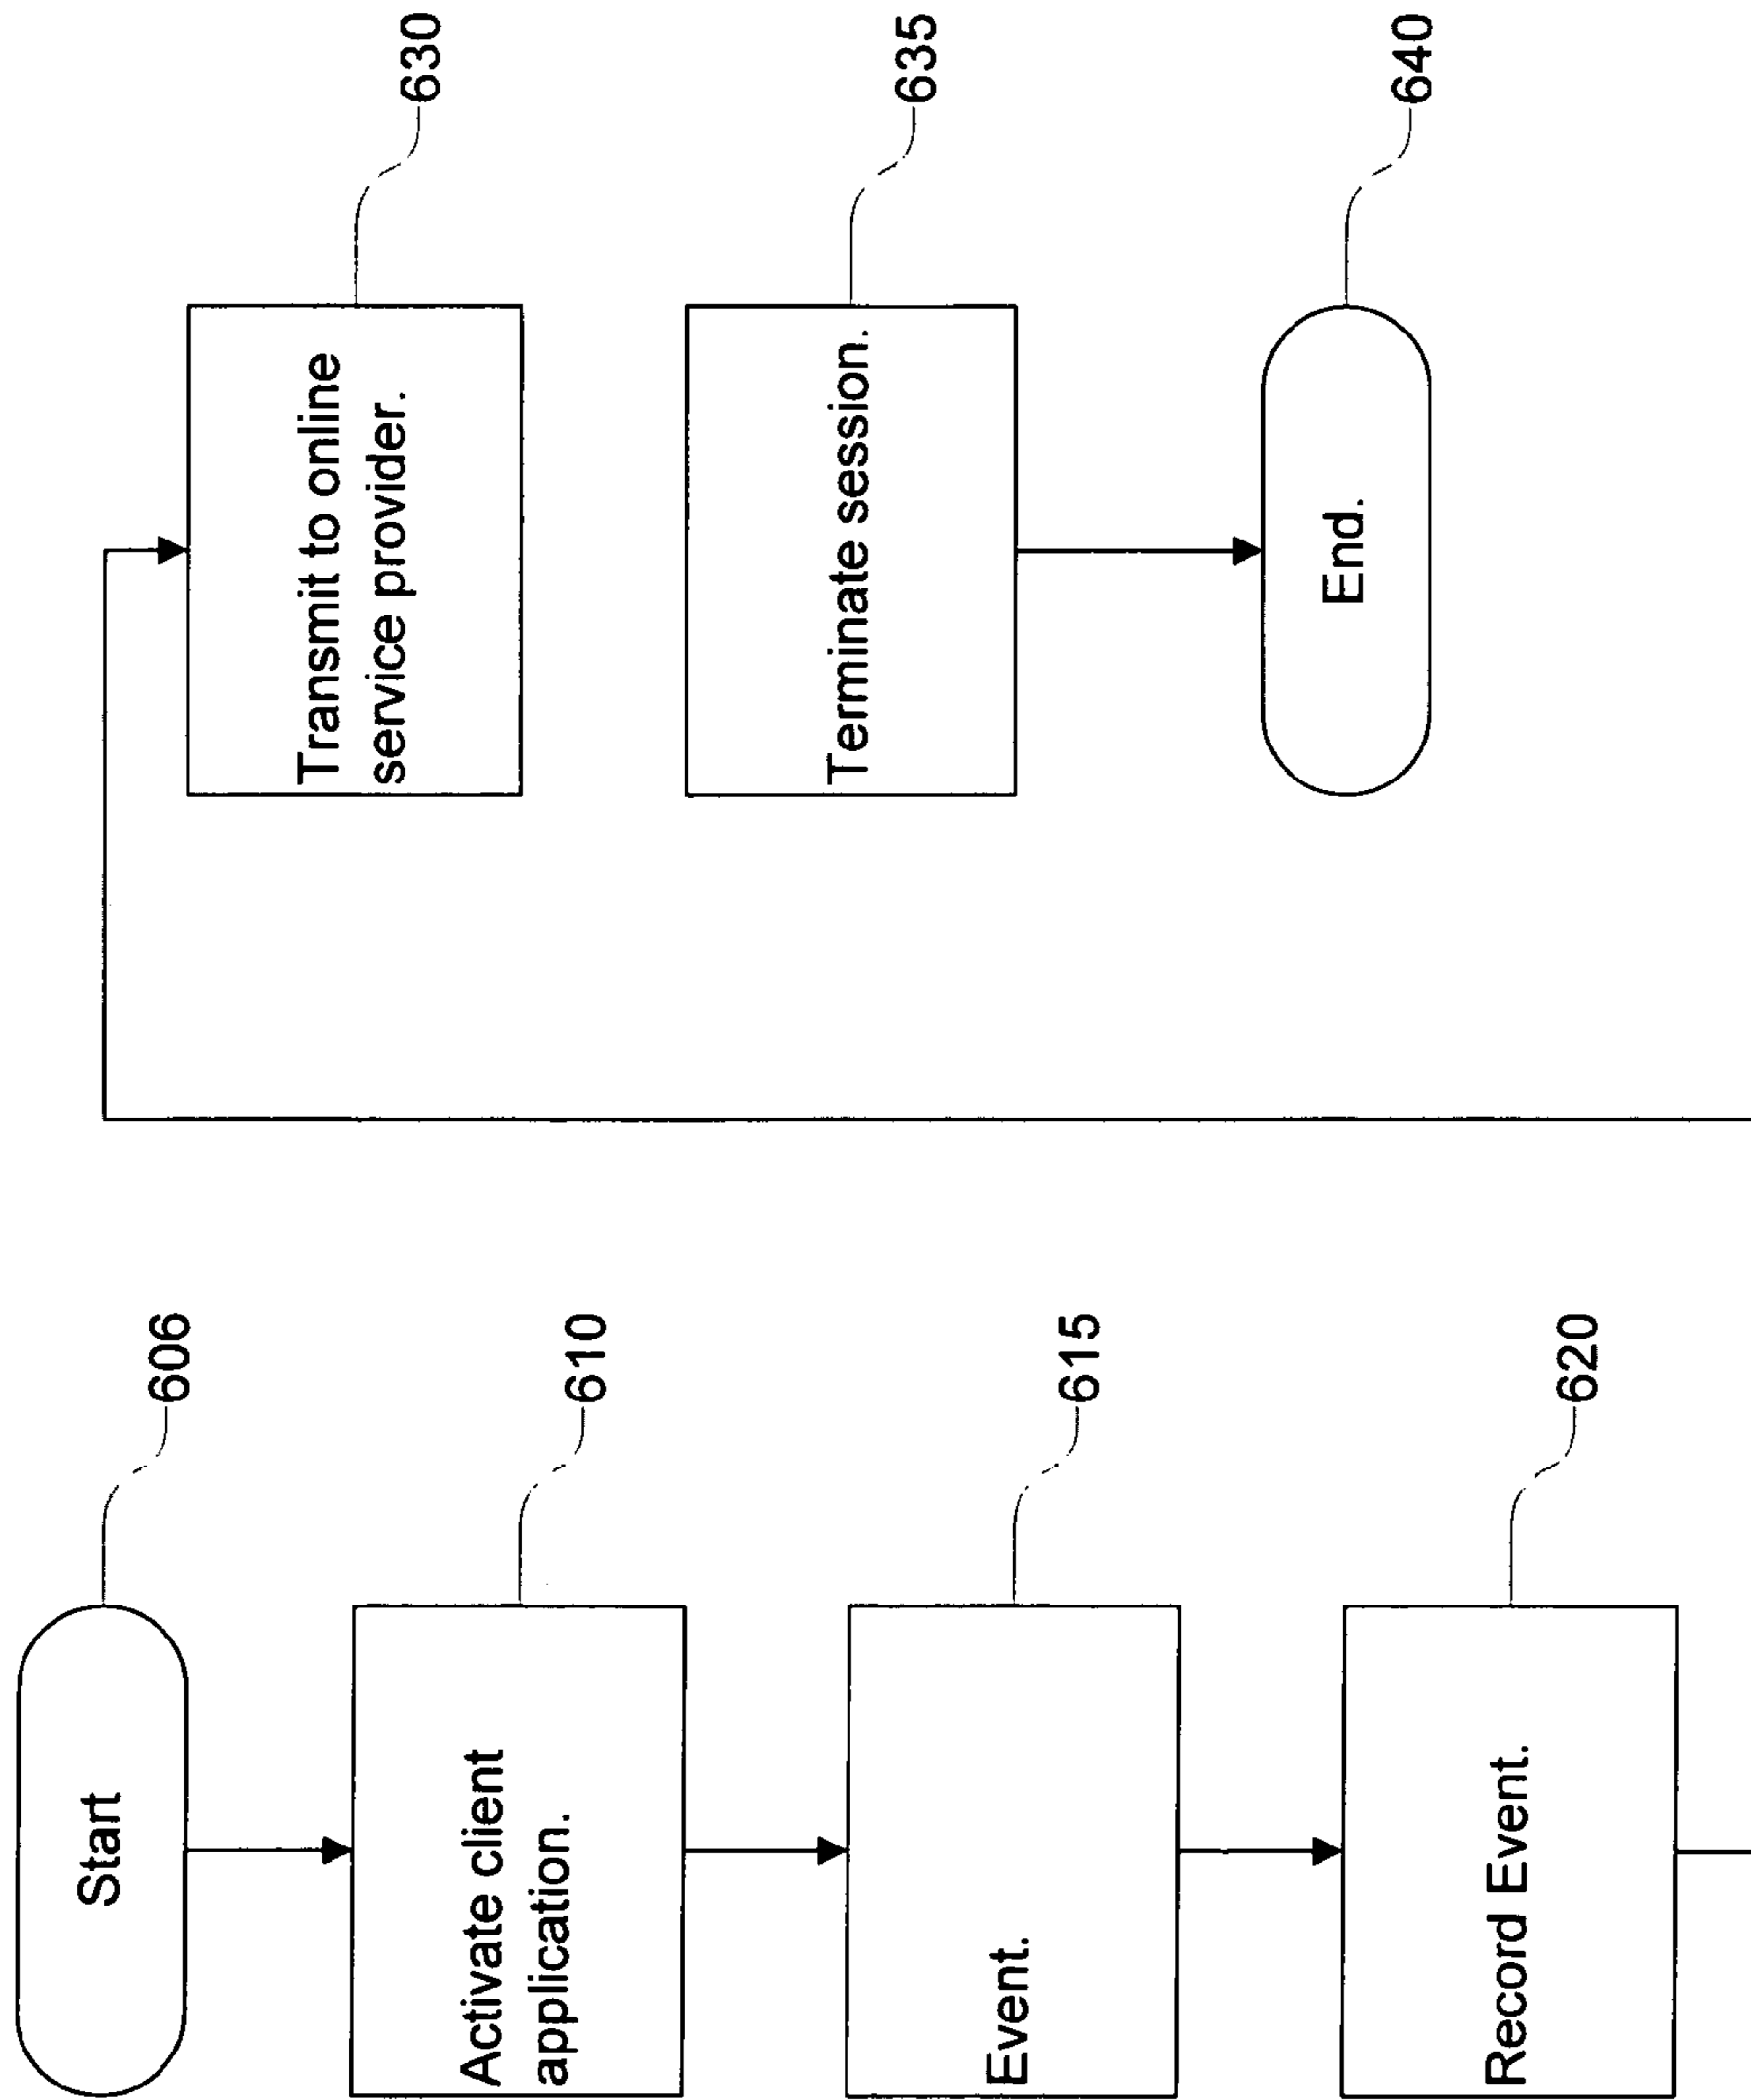 Start
606
Activate client
application.
610
Event.
615
Record Event.
620
Transmit to online
service provider.
630
Terminate session.
635
End.
640